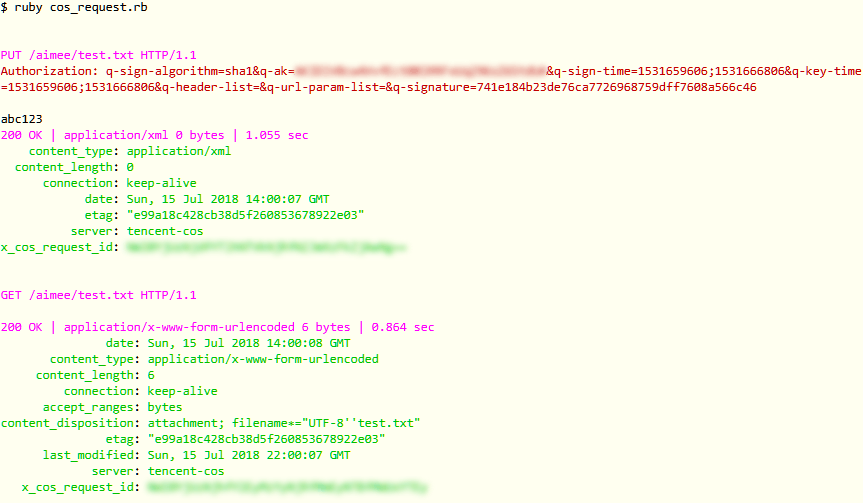 $ ruby cos_request.rb
PUT /aimee/test.txt HTTP/1.1
Authorization: q-sign-algorithm=sha1&q-ak= &q-sign-time=1531659606;1531666806&q-key-time
=1531659606;1531666806&q-header-list=&q-url-param-list=&q-signature=741e184b23de76ca7726968759dff7608a566c46
abc123
200 OK | application/xml 0 bytes | 1.055 sec
content_type: application/xml
content_length: 0
connection: keep-alive
date: Sun, 15 Jul 2018 14:00:07 GMT
etag: "e99a18c428cb38d5f260853678922e03"
server: tencent-cos
x_cos_request_id:
GET /aimee/test.txt HTTP/1.1
200 OK | application/x-www-form-urlencoded 6 bytes | 0.864 sec
date: Sun, 15 Jul 2018 14:00:08 GMT
content_type: application/x-www-form-urlencoded
content_length: 6
connection: keep-alive
accept_ranges: bytes
content_disposition: attachment; filename*="UTF-8''test.txt"
etag: "e99a18c428cb38d5f260853678922e03"
last_modified: Sun, 15 Jul 2018 22:00:07 GMT
server: tencent-cos
x_cos_request_id: